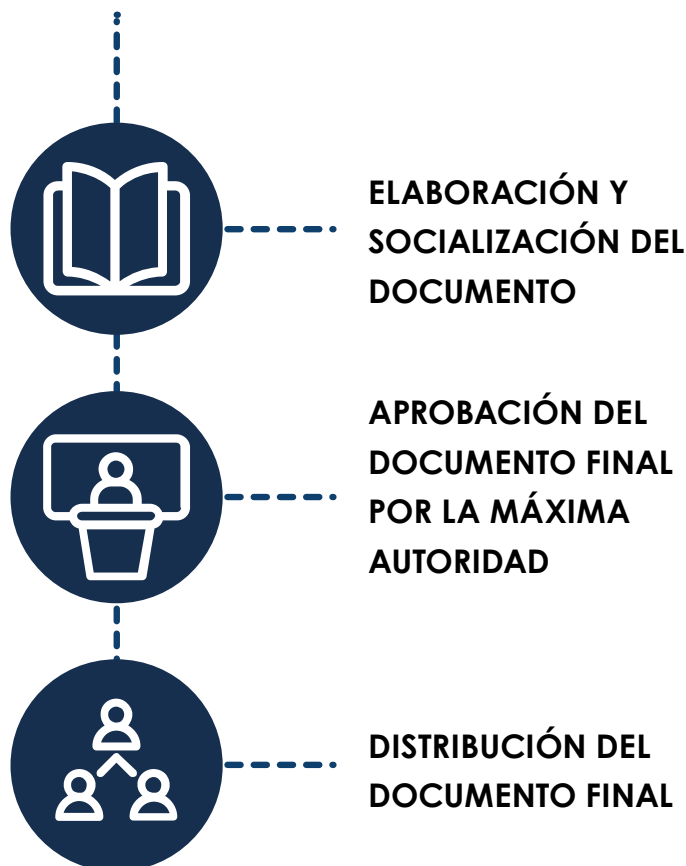 ELABORACIÓN Y
SOCIALIZACIÓN DEL
DOCUMENTO
APROBACIÓN DEL
DOCUMENTO FINAL
POR LA MÁXIMA
AUTORIDAD
DISTRIBUCIÓN DEL
DOCUMENTO FINAL